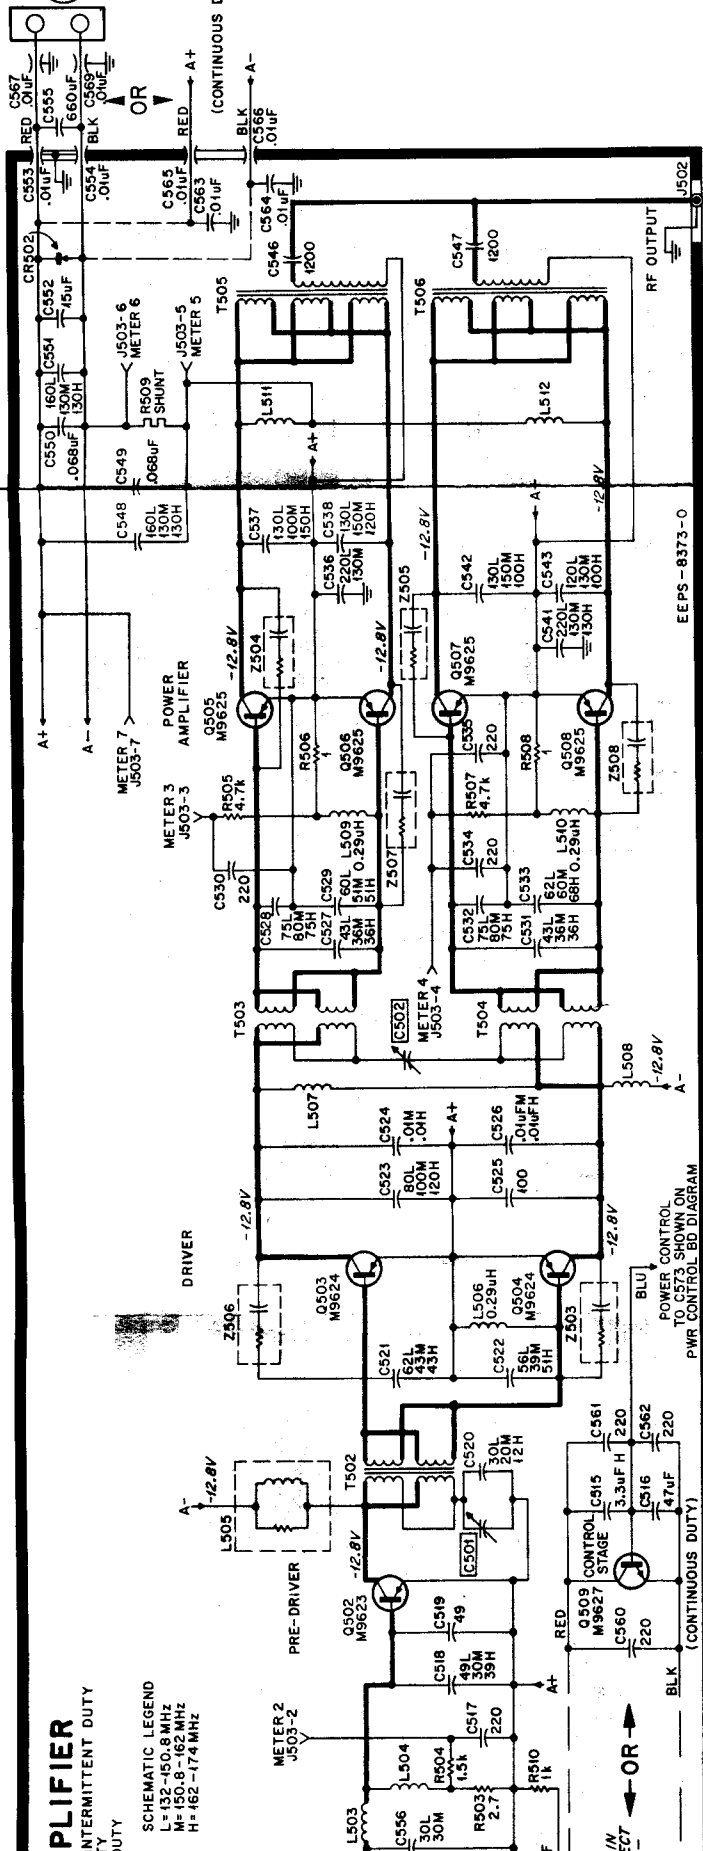 (CONTINUOUS D
C567
.01uF
C555
660uF
C569
.01uF
OR
A+
A-
RED
BLK
RED
BLK
C566
.01uF
C553
.01uF
C554
.01uF
C565
.01uF
C563
.01uF
C564
.01uF
CR502
C546
1200
C547
1200
J502
RF OUTPUT
C552
15uF
T505
T506
J503-6
METER 6
J503-5
METER 5
C551
160L
130M
130H
R509
SHUNT
C550
.068uF
C549
.068uF
L511
L512
A+
C548
160L
130M
130H
C537
130L
100M
150H
C538
130L
150M
120H
C536
220L
130M
-12.8V
A+
-12.8V
C542
130L
150M
100H
C543
120L
130M
100H
C541
220L
130M
130H
EEPS-8373-O
Z504
Z505
-12.8V
-12.8V
A+
A-
METER 7
J503-7
POWER
AMPLIFIER
Q505
M9625
R506
1
Q506
M9625
Q507
M9625
C535
220
R508
1
Q508
M9625
Z508
METER 3
J503-3
R505
4.7k
L509
0.29uH
Z507
R507
4.7k
L510
0.29uH
C530
220
C528
75L
80M
75H
C529
60L
51M
51H
C527
43L
36M
36H
C534
220
C532
75L
80M
75H
C533
62L
60M
68H
C531
43L
36M
36H
T503
C502
METER 4
J503-4
T504
L507
L508
-12.8V
A-
C524
.01M
.01H
A+
C526
.01uFM
.01uFH
C523
80L
100M
120H
C525
100
-12.8V
-12.8V
DRIVER
Z506
Q503
M9624
L506
0.29uH
Q504
M9624
Z503
BLU
POWER CONTROL
TO C573 SHOWN ON
PWR CONTROL BD DIAGRAM
C521
62L
43M
43H
C522
56L
39M
51H
A-
-12.8V
L505
T502
C520
30L
20M
12H
C501
C561
220
C562
220
C515
3.3uF H
C516
47uF
-12.8V
PRE-DRIVER
Q502
M9623
C519
49
C518
49L
30M
39H
CONTROL
STAGE
Q509
M9627
C560
220
RED
BLK
(CONTINUOUS DUTY)
A+
METER 2
J503-2
C517
220
L504
R504
1.5k
R503
2.7
R510
1k
OR
L503
C556
30L
30M
PLIFIER
INTERMITTENT DUTY
TY
DUTY
SCHEMATIC LEGEND
L=132-150.8 MHz
M=150.8-162 MHz
H=162-174 MHz
IN
ECT
F